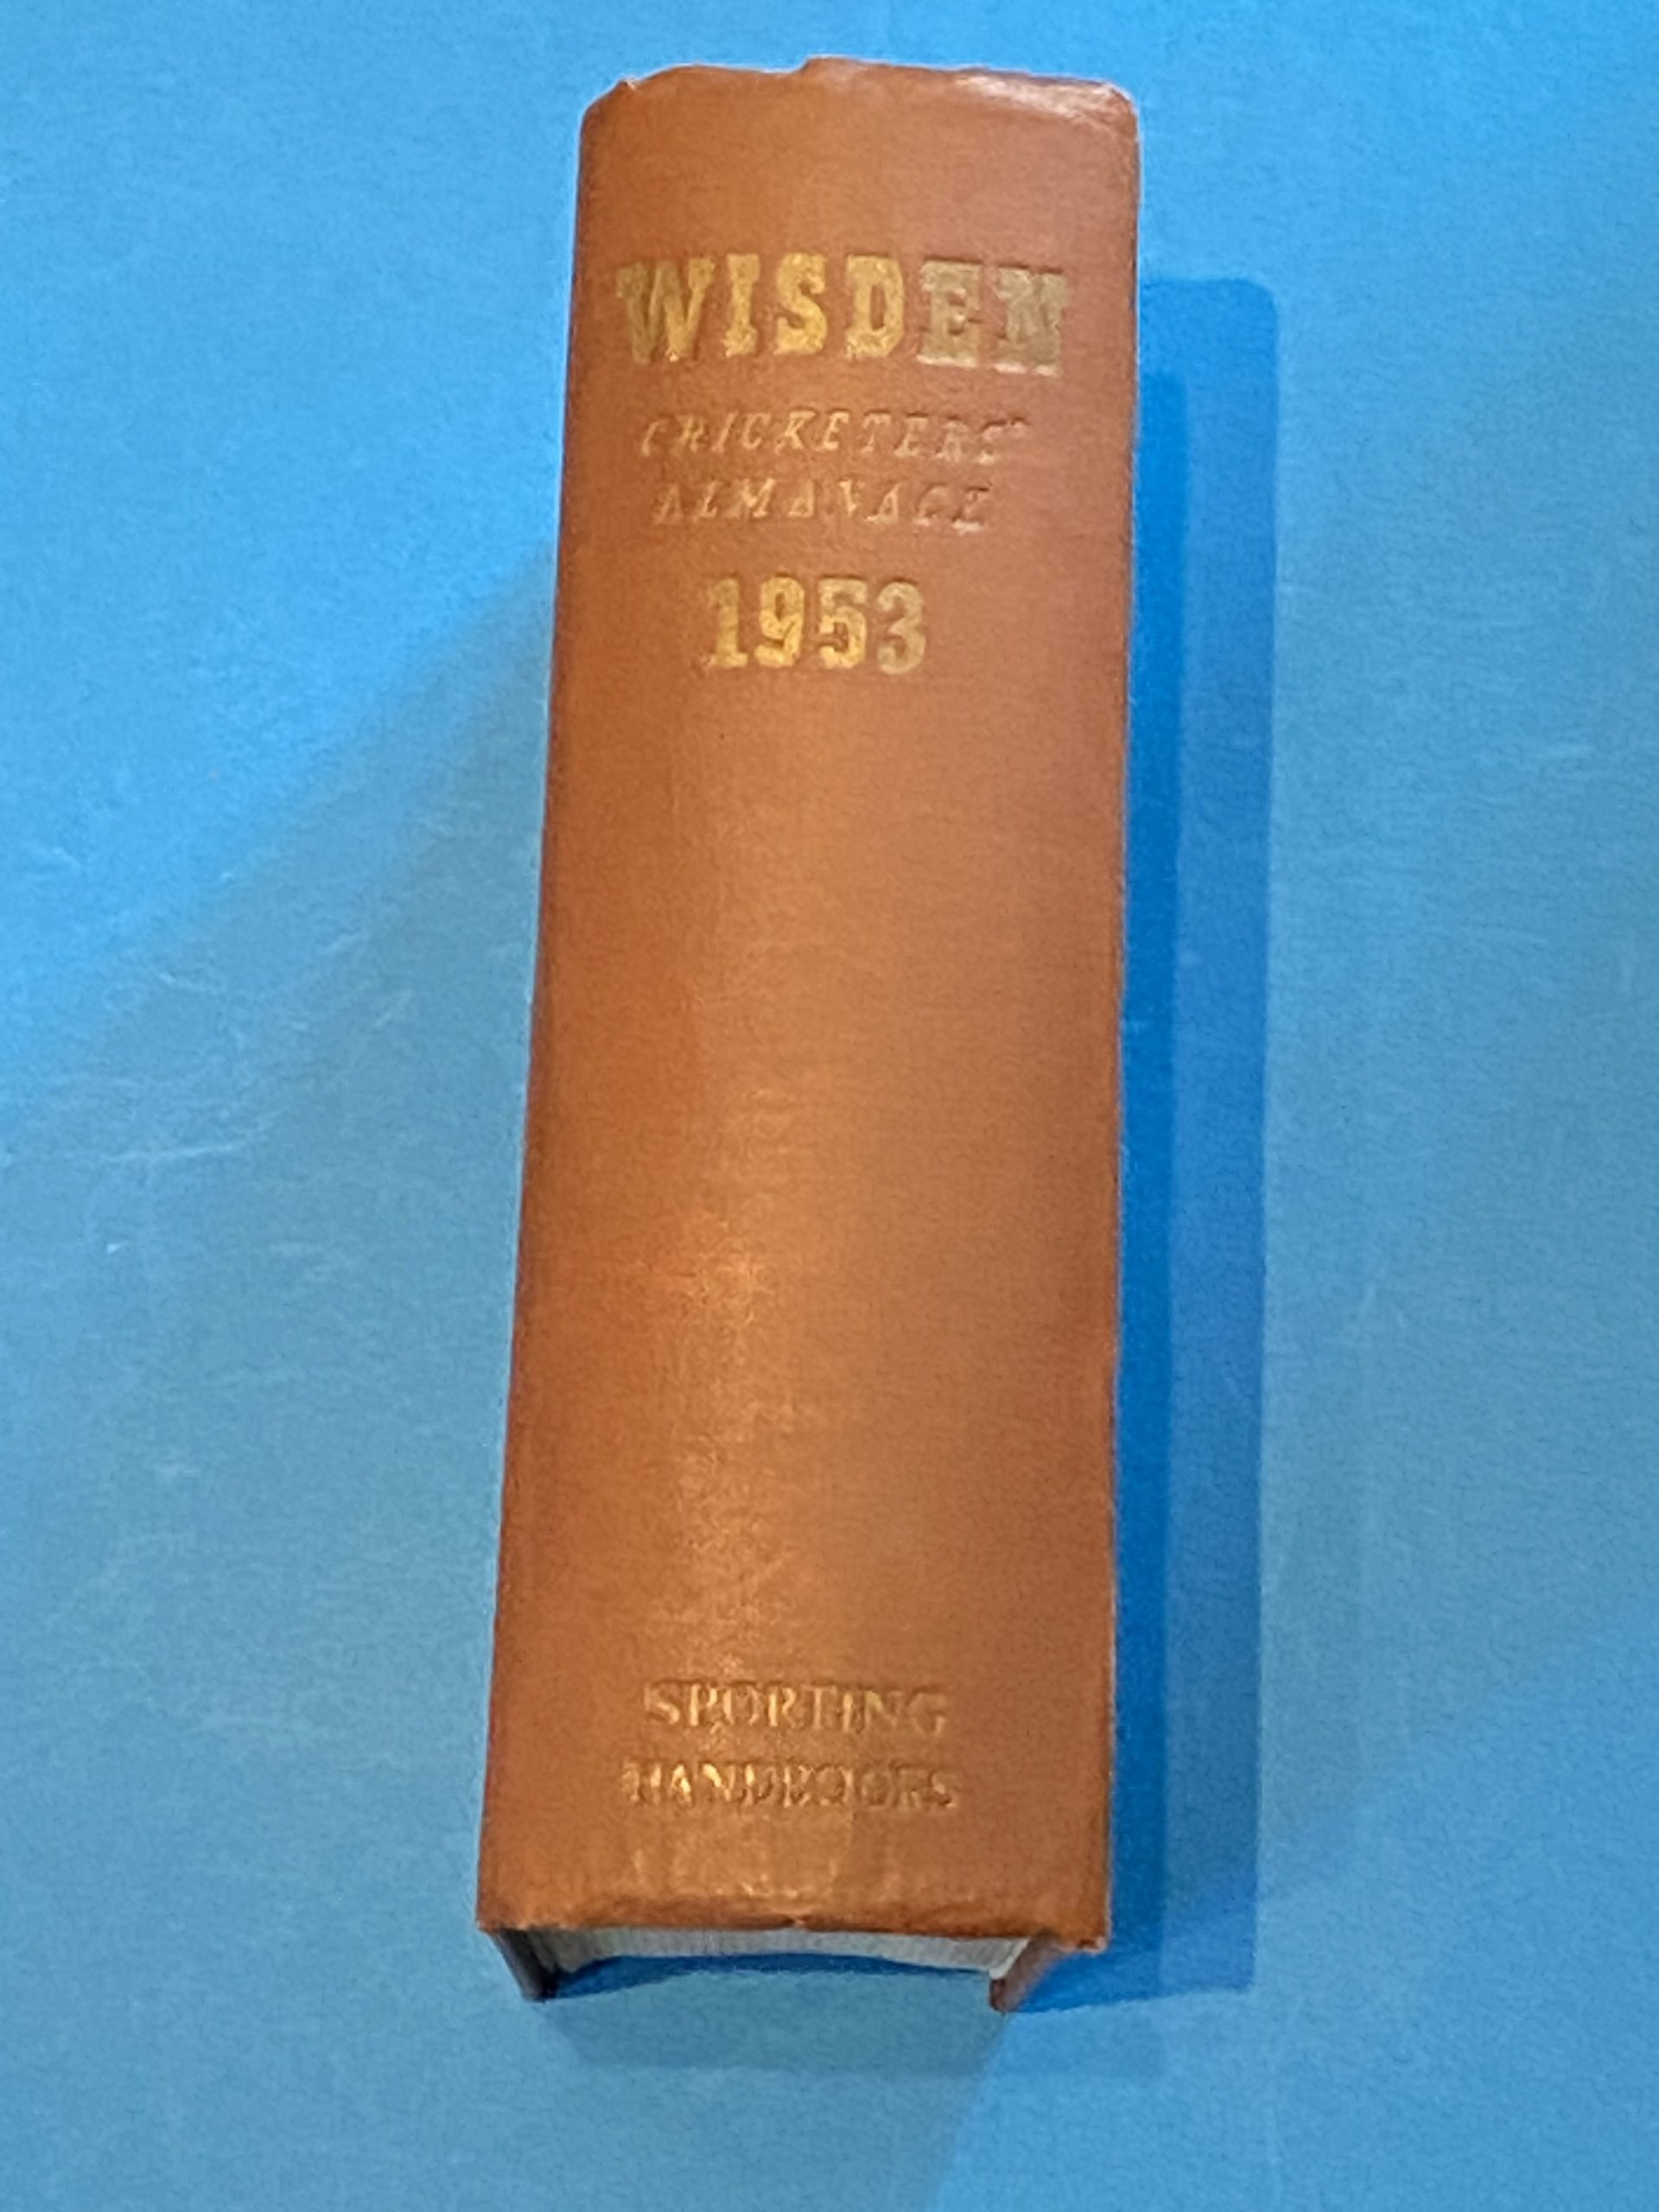 WISDEN
CRICKETERS'
ALMANACK
1953
SPORTING
HANDBOOKS